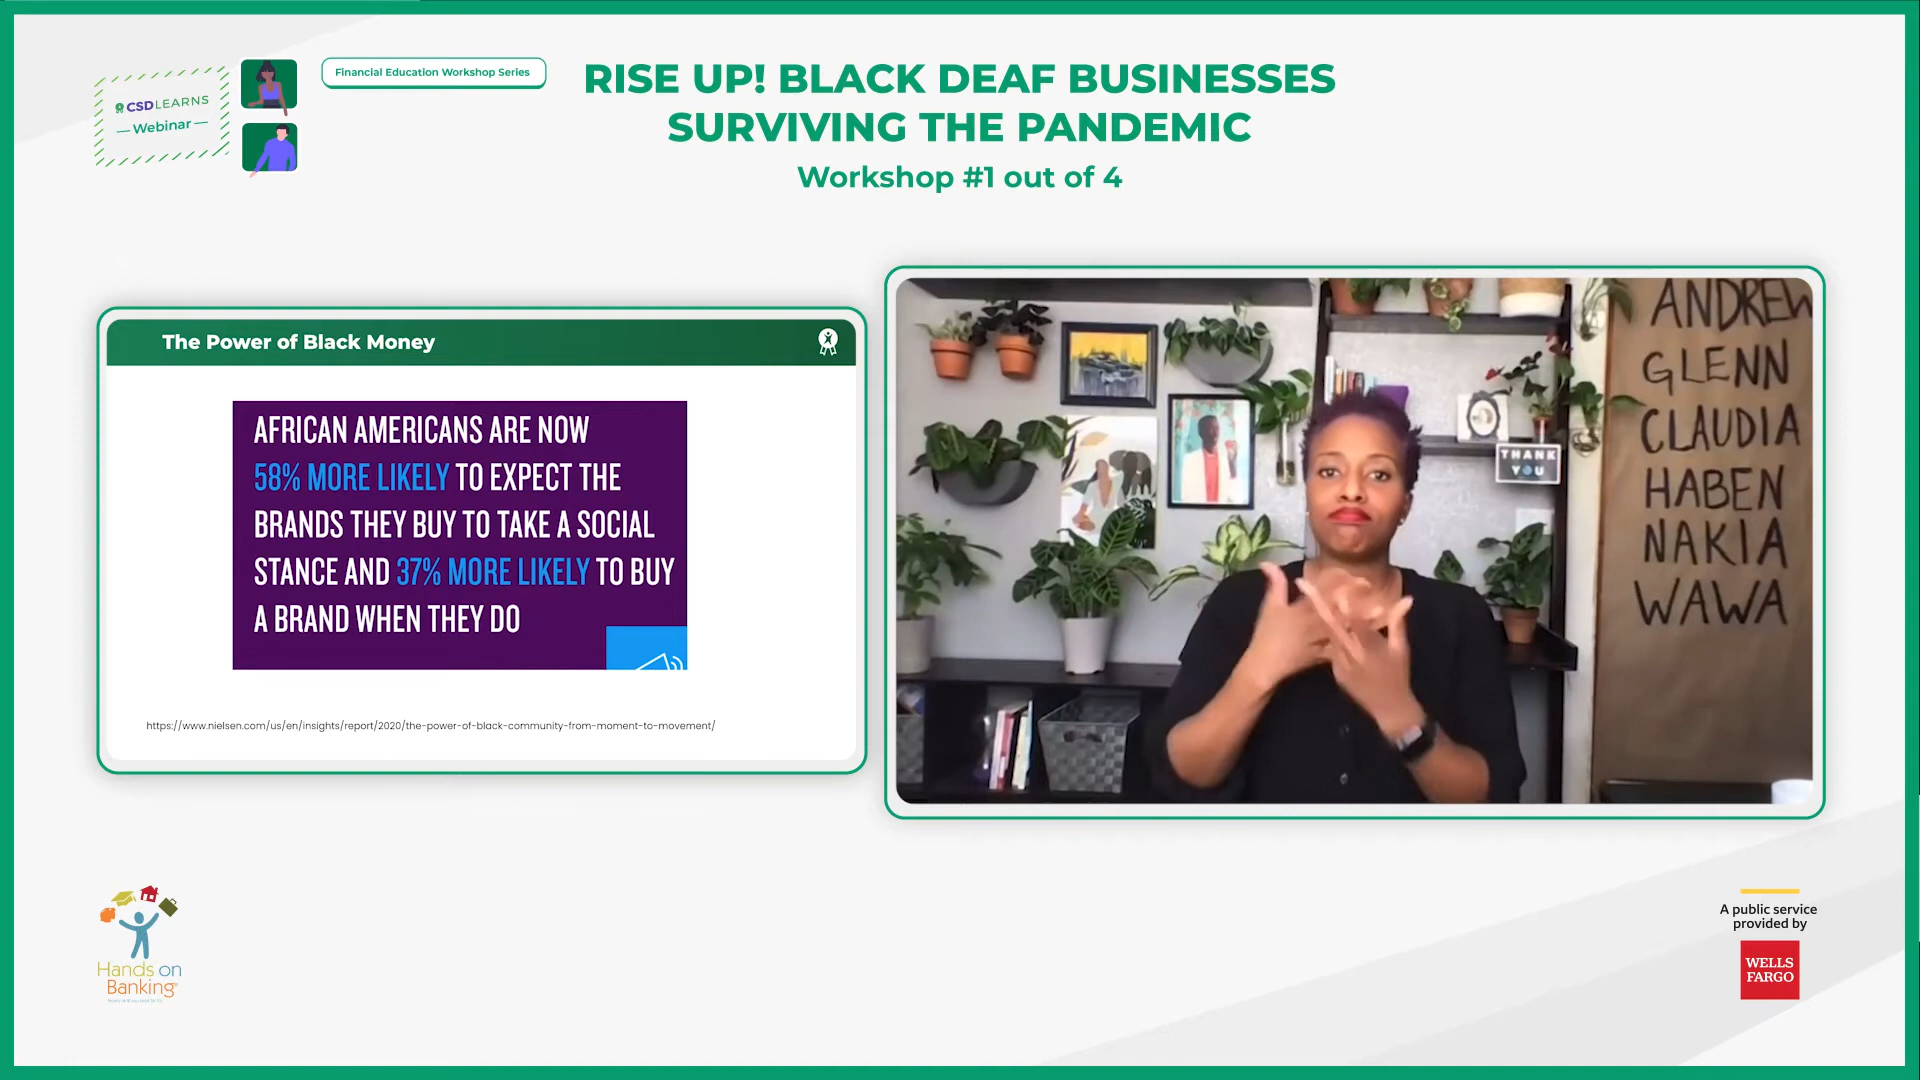 CSDLEARNS
— Webinar —
Financial Education Workshop Series
RISE UP! BLACK DEAF BUSINESSES
SURVIVING THE PANDEMIC
Workshop #1 out of 4
The Power of Black Money
AFRICAN AMERICANS ARE NOW
58% MORE LIKELY TO EXPECT THE
BRANDS THEY BUY TO TAKE A SOCIAL
STANCE AND 37% MORE LIKELY TO BUY
A BRAND WHEN THEY DO
https://www.nielsen.com/us/en/insights/report/2020/the-power-of-black-community-from-moment-to-movement/
THANK
YOU
ANDREW
GLENN
CLAUDIA
HABEN
NAKIA
WAWA
Hands on
Banking®
A public service
provided by
WELLS
FARGO